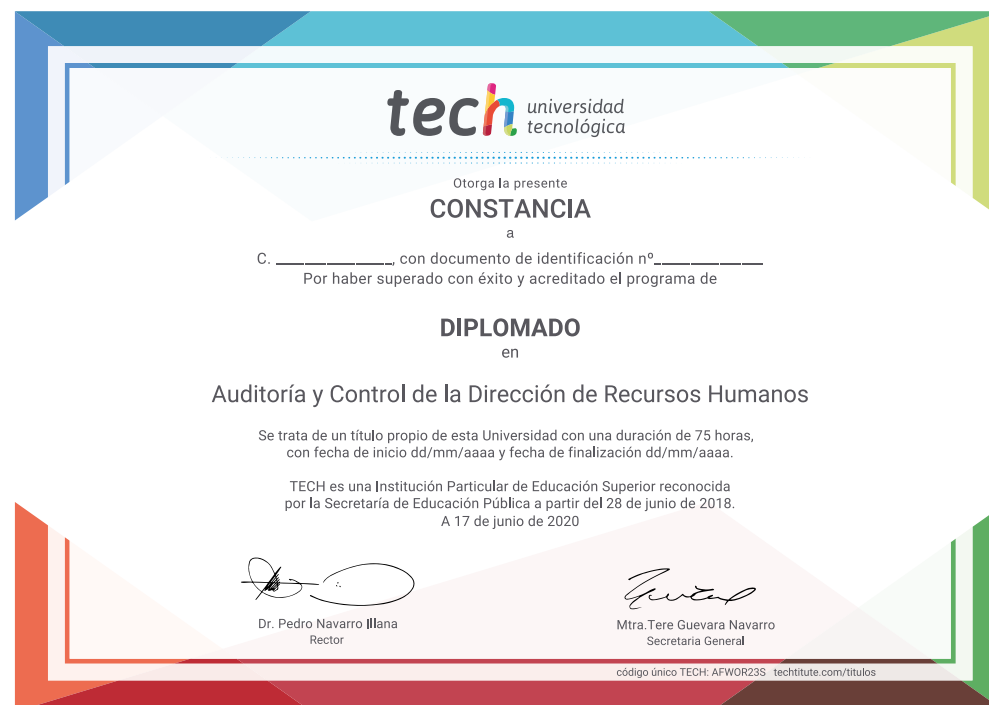 tech universidad
tecnológica
Otorga la presente
CONSTANCIA
a
C. ______________, con documento de identificación nº_____________
Por haber superado con éxito y acreditado el programa de
DIPLOMADO
en
Auditoría y Control de la Dirección de Recursos Humanos
Se trata de un título propio de esta Universidad con una duración de 75 horas,
con fecha de inicio dd/mm/aaaa y fecha de finalización dd/mm/aaaa.
TECH es una Institución Particular de Educación Superior reconocida
por la Secretaría de Educación Pública a partir del 28 de junio de 2018.
A 17 de junio de 2020
Dr. Pedro Navarro Illana
Rector
Mtra.Tere Guevara Navarro
Secretaria General
código único TECH: AFWOR23S techtitute.com/titulos